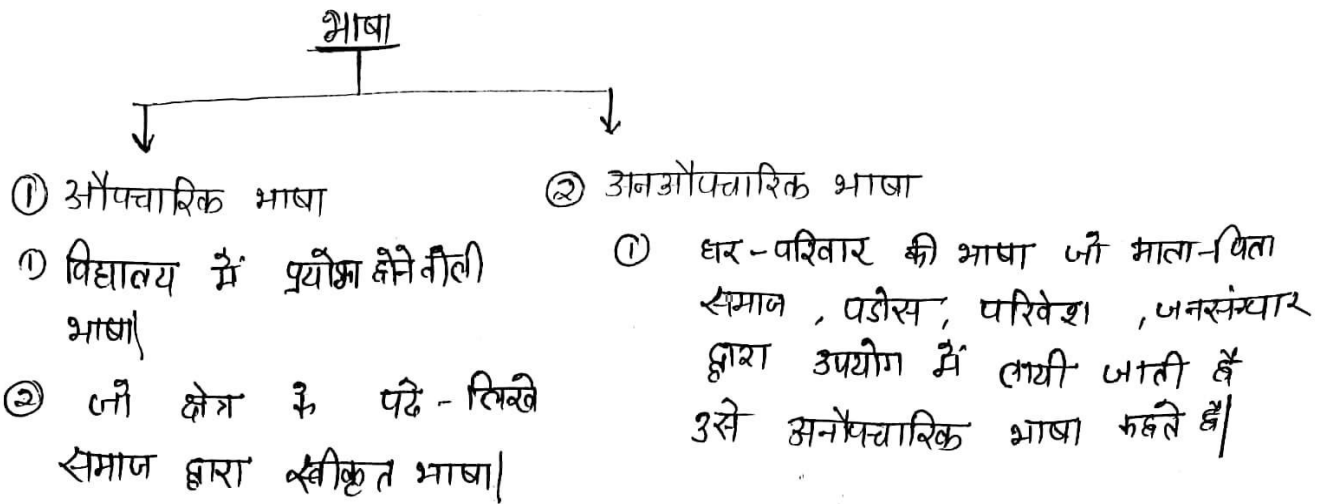 भाषा
① औपचारिक भाषा
① विद्यालय में प्रयोग होने वाली
भाषा|
② जो क्षेत्र के पढे - लिखे
समाज द्वारा स्वीकृत भाषा|
② अनऔपचारिक भाषा
① घर - परिवार की भाषा जो माता-पिता
समाज , पडोस, परिवेश , जनसंचार
द्वारा उपयोग में लायी जाती है
उसे अनौपचारिक भाषा कहते है|